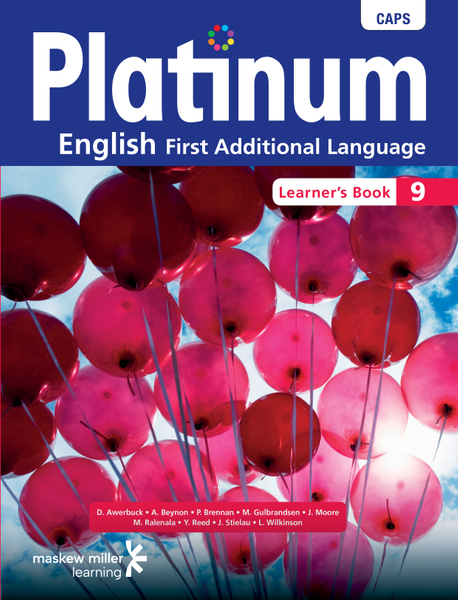 CAPS
Platinum
English First Additional Language
Learner's Book 9
D. Awerbuck • A. Beynon • P. Brennan • M. Gulbrandsen • J. Moore
M. Ralenala • Y. Reed • J. Stielau • L. Wilkinson
maskew miller
learning